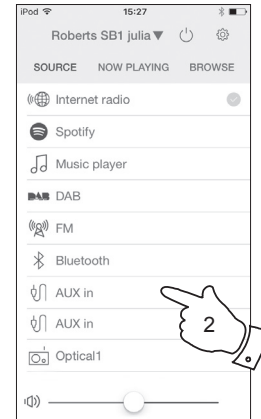 iPod 15:27
Roberts SB1 julia▼
SOURCE NOW PLAYING BROWSE
Internet radio
Spotify
Music player
DAB DAB
FM
Bluetooth
AUX in
AUX in
2
Optical1